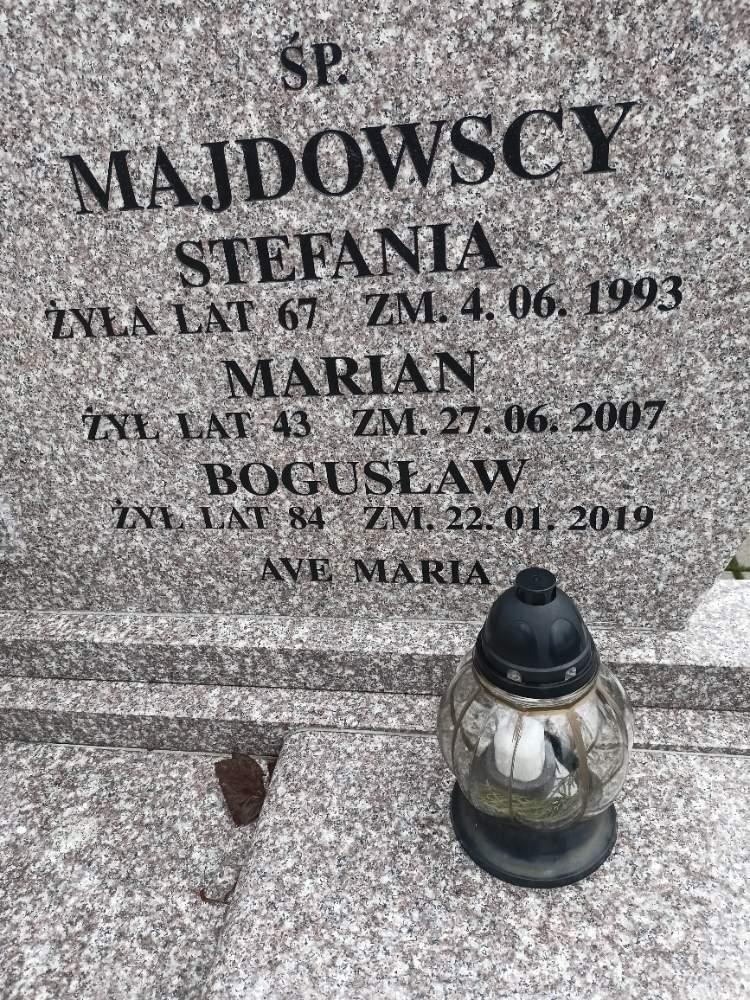 ŚP.
MAJDOWSCY
STEFANIA
ŻYŁA LAT 67 ZM. 4. 06. 1993
MARIAN
ŻYŁ LAT 43 ZM. 27. 06. 2007
BOGUSŁAW
ŻYŁ LAT 84 ZM. 22. 01. 2019
AVE MARIA